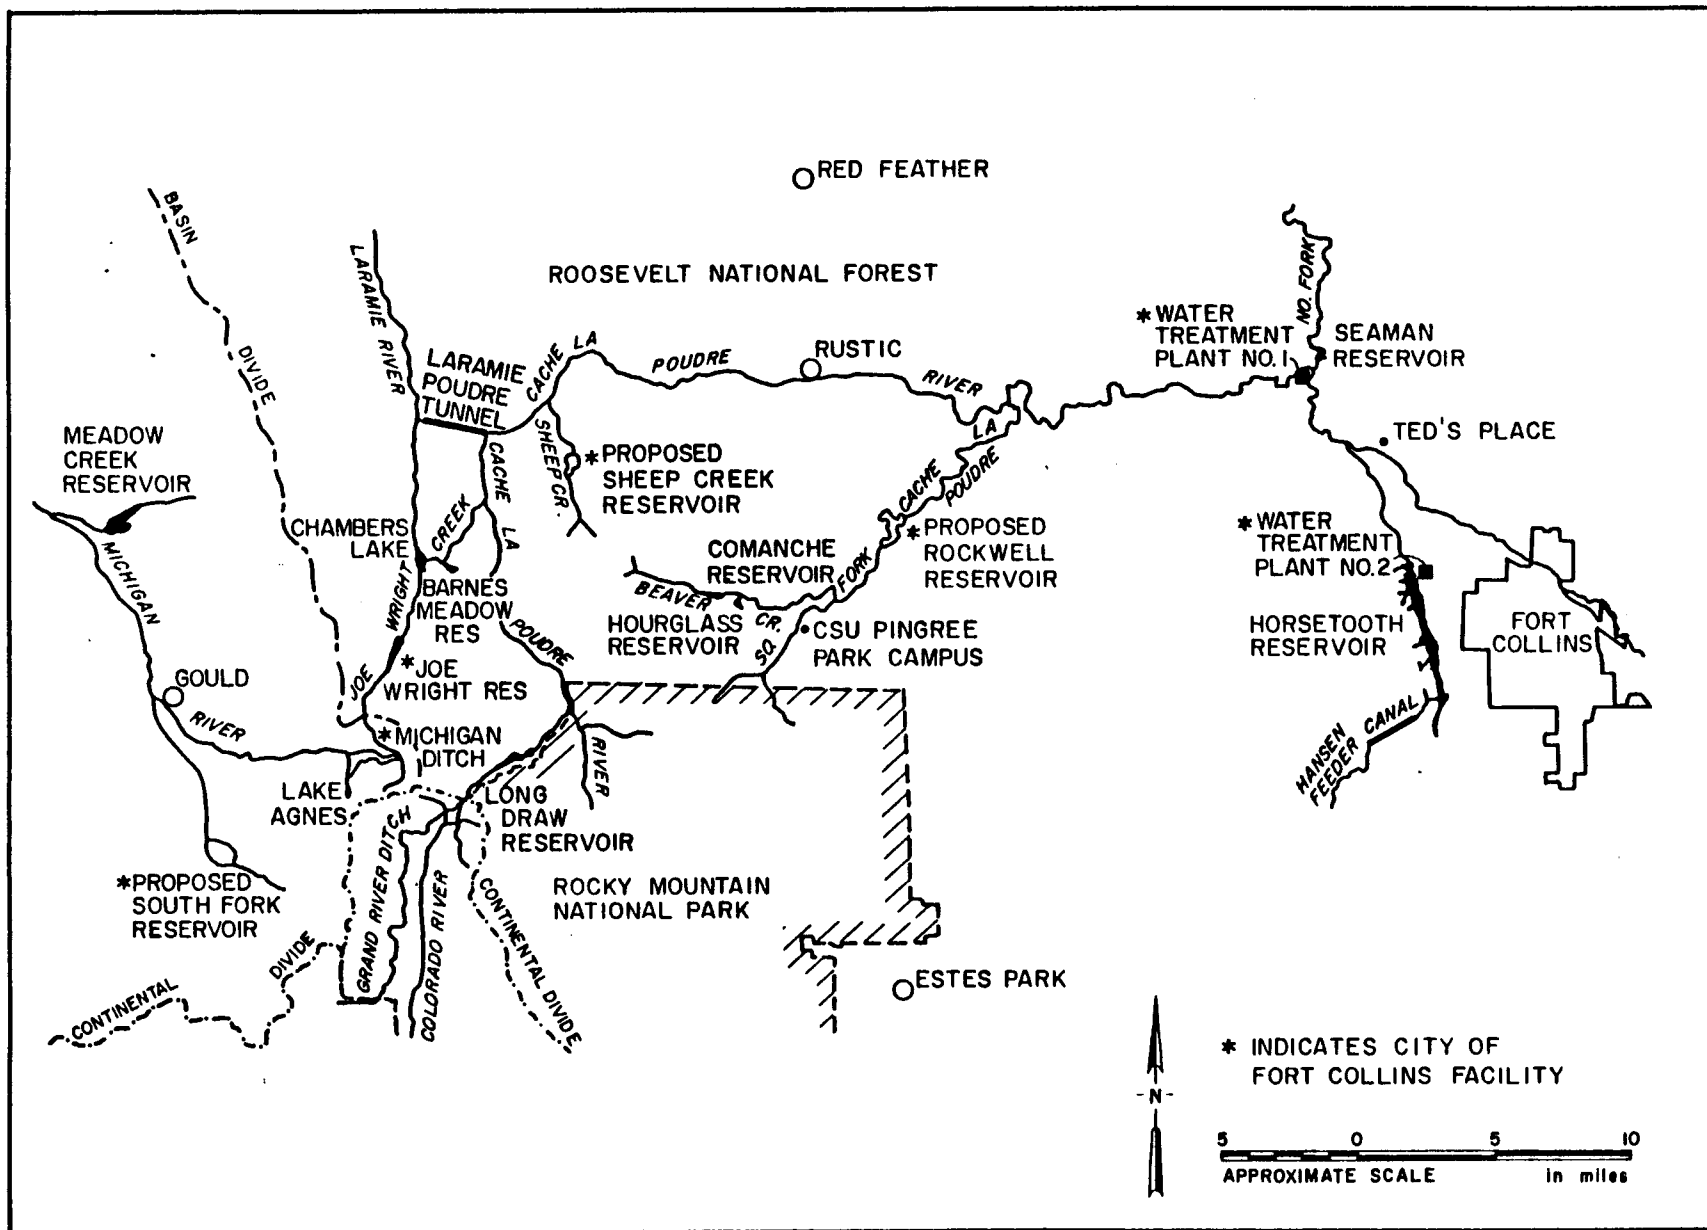 RED FEATHER
BASIN
DIVIDE
LARAMIE RIVER
ROOSEVELT NATIONAL FOREST
NO. FORK
* WATER
TREATMENT
PLANT NO. 1
SEAMAN
RESERVOIR
LARAMIE
POUDRE
TUNNEL
CACHE LA POUDRE RIVER
RUSTIC
TED'S PLACE
MEADOW
CREEK
RESERVOIR
SHEEP CR.
* PROPOSED
SHEEP CREEK
RESERVOIR
CACHE LA POUDRE RIVER
SO. FORK CACHE LA POUDRE
CHAMBERS
LAKE
JOE WRIGHT CREEK
MICHIGAN RIVER
BARNES
MEADOW
RES
COMANCHE
RESERVOIR
* PROPOSED
ROCKWELL
RESERVOIR
* WATER
TREATMENT
PLANT NO. 2
BEAVER CR.
HOURGLASS
RESERVOIR
CSU PINGREE
PARK CAMPUS
HORSETOOTH
RESERVOIR
FORT
COLLINS
GOULD
* JOE
WRIGHT RES
* MICHIGAN
DITCH
HANSEN
FEEDER CANAL
LAKE
AGNES
LONG
DRAW
RESERVOIR
GRAND RIVER DITCH
COLORADO RIVER
* PROPOSED
SOUTH FORK
RESERVOIR
ROCKY MOUNTAIN
NATIONAL PARK
CONTINENTAL DIVIDE
CONTINENTAL DIVIDE
ESTES PARK
* INDICATES CITY OF
FORT COLLINS FACILITY
-N-
5 0 5 10
APPROXIMATE SCALE in miles